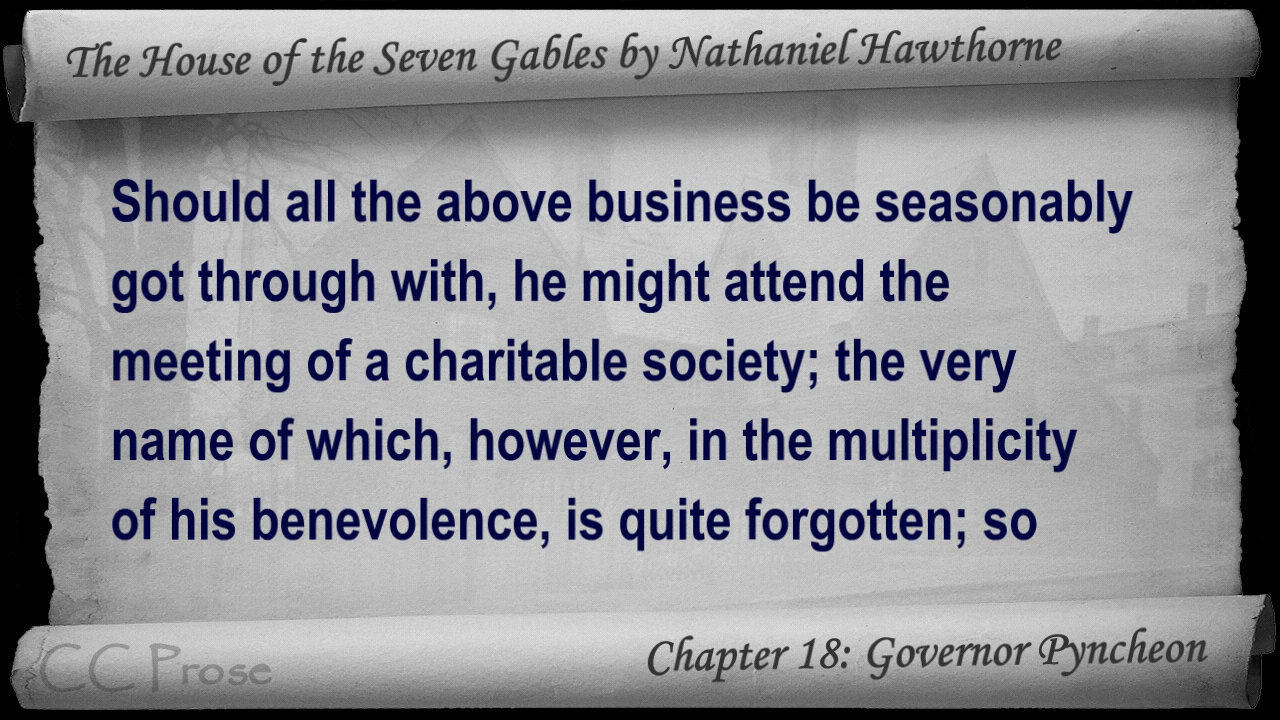 The House of the Seven Gables by Nathaniel Hawthorne
Should all the above business be seasonably
got through with, he might attend the
meeting of a charitable society; the very
name of which, however, in the multiplicity
of his benevolence, is quite forgotten; so
CC Prose
Chapter 18: Governor Pyncheon